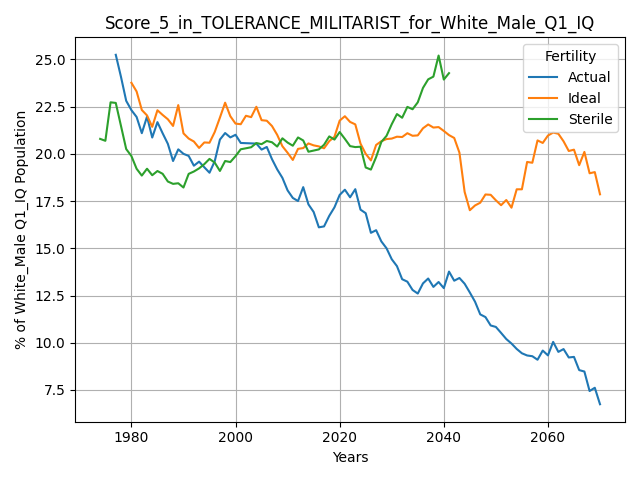 Score_5_in_TOLERANCE_MILITARIST_for_White_Male_Q1_IQ
% of White_Male Q1_IQ Population
25.0
22.5
20.0
17.5
15.0
12.5
10.0
7.5
Fertility
Actual
Ideal
Sterile
1980
2000
2020
2040
2060
Years